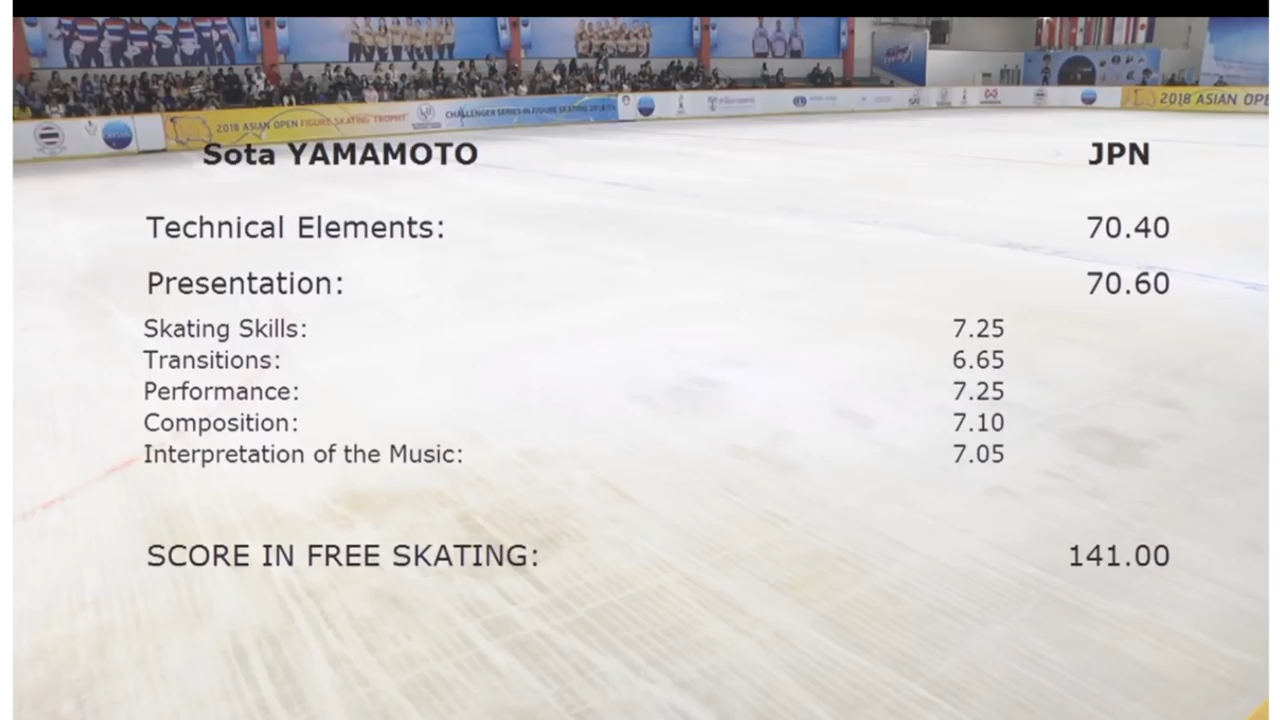 2018 ASIAN OPEN FIGURE SKATING TROPHY
CHALLENGER SERIES IN FIGURE SKATING 2018/19
2018 ASIAN OPE
Sota YAMAMOTO JPN
Technical Elements: 70.40
Presentation: 70.60
Skating Skills: 7.25
Transitions: 6.65
Performance: 7.25
Composition: 7.10
Interpretation of the Music: 7.05
SCORE IN FREE SKATING: 141.00